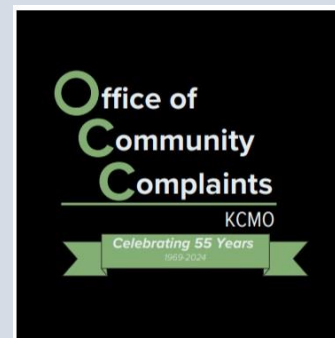 Office of
Community
Complaints
KCMO
Celebrating 55 Years
1969-2024